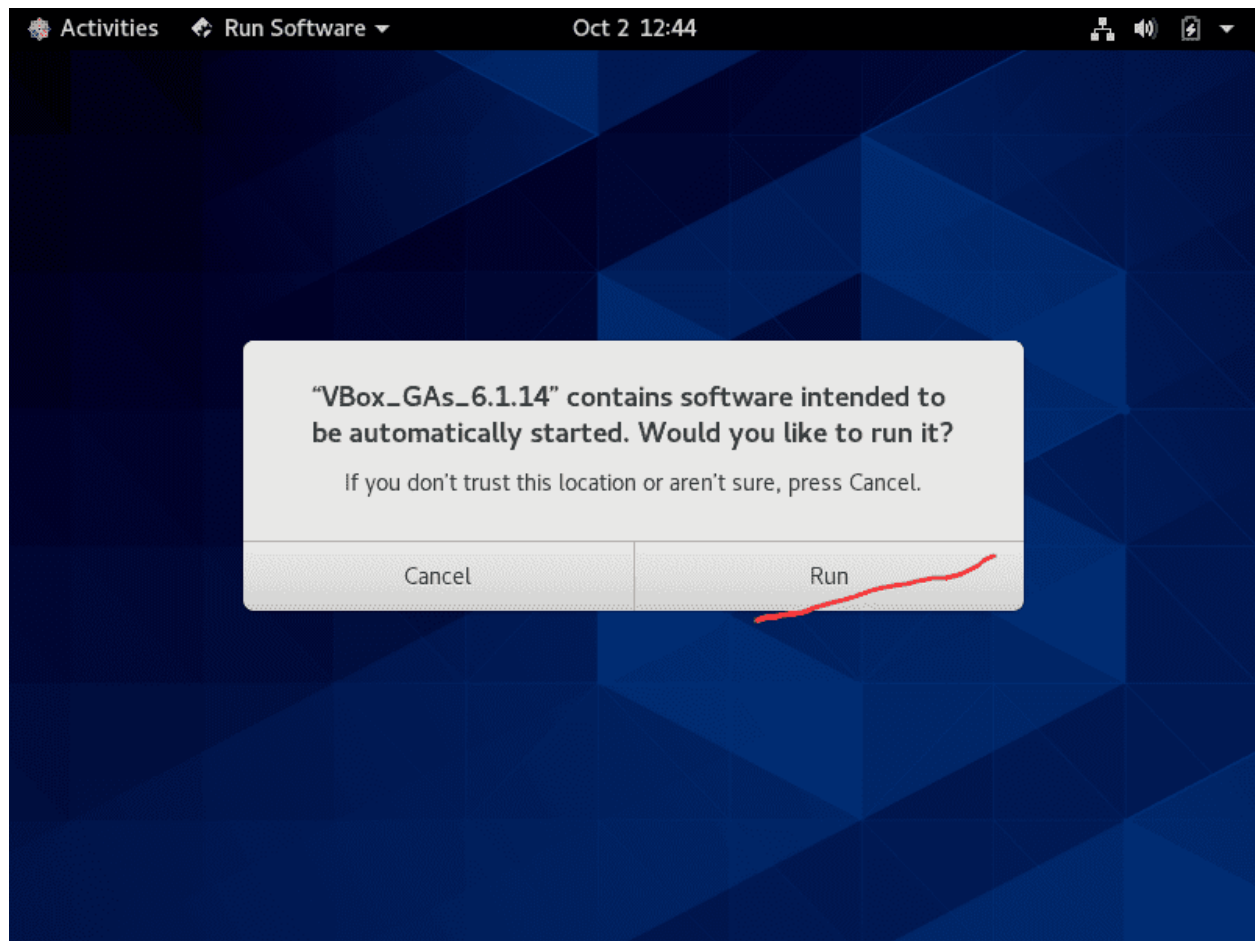 Activities Run Software Oct 2 12:44
“VBox_GAs_6.1.14” contains software intended to
be automatically started. Would you like to run it?
If you don't trust this location or aren't sure, press Cancel.
Cancel Run